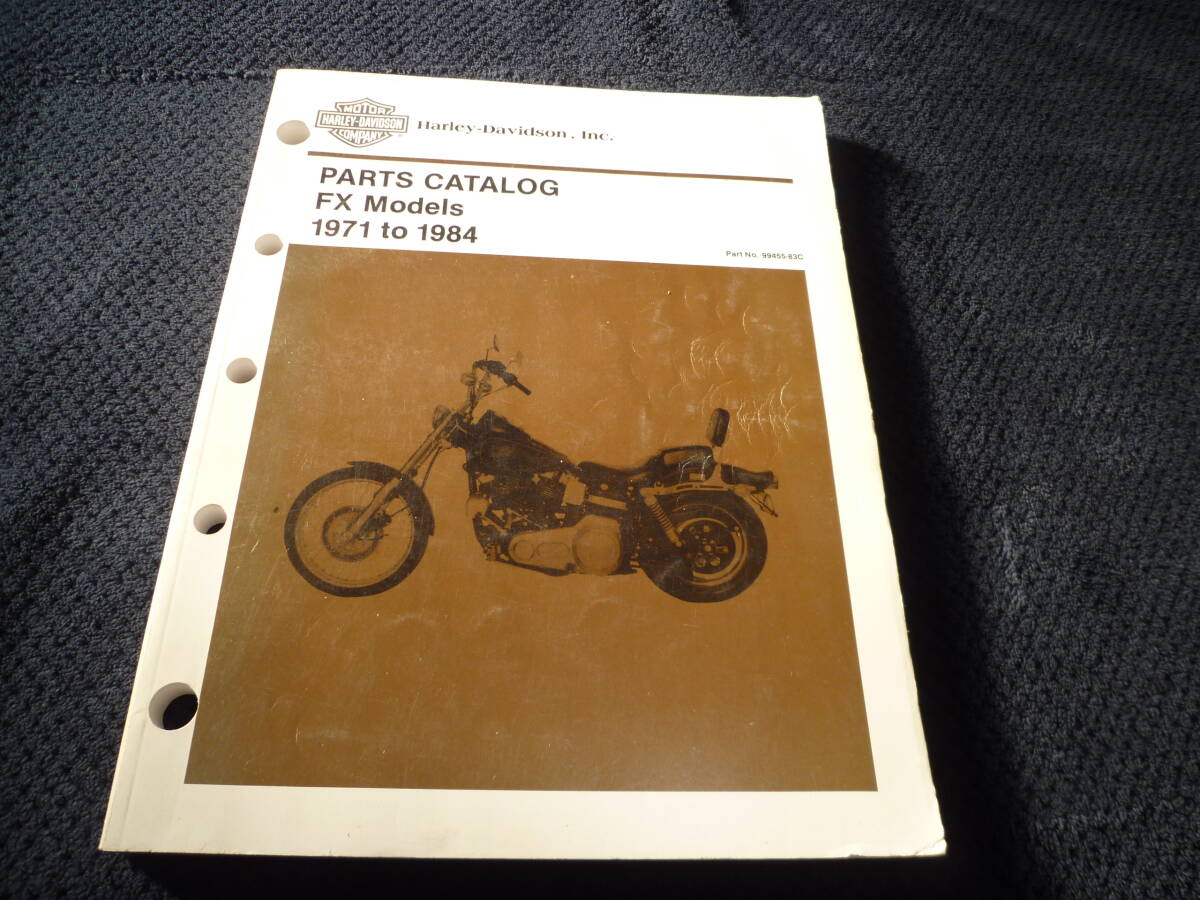 MOTOR
HARLEY-DAVIDSON
COMPANY
®
Harley-Davidson, Inc.
PARTS CATALOG
FX Models
1971 to 1984
Part No. 99455-83C